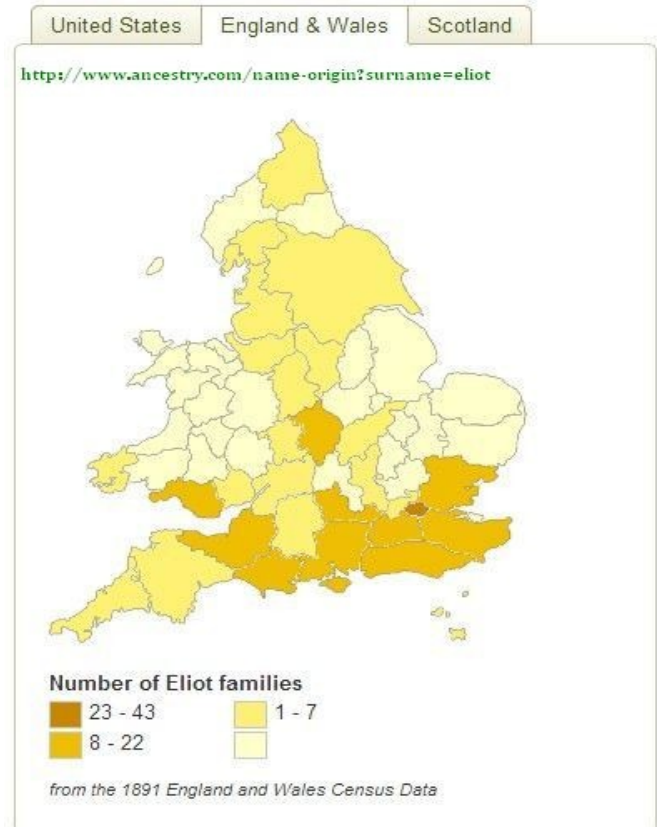 United States England & Wales Scotland
http://www.ancestry.com/name-origin?surname=eliot
Number of Eliot families
23 - 43 1 - 7
8 - 22
from the 1891 England and Wales Census Data